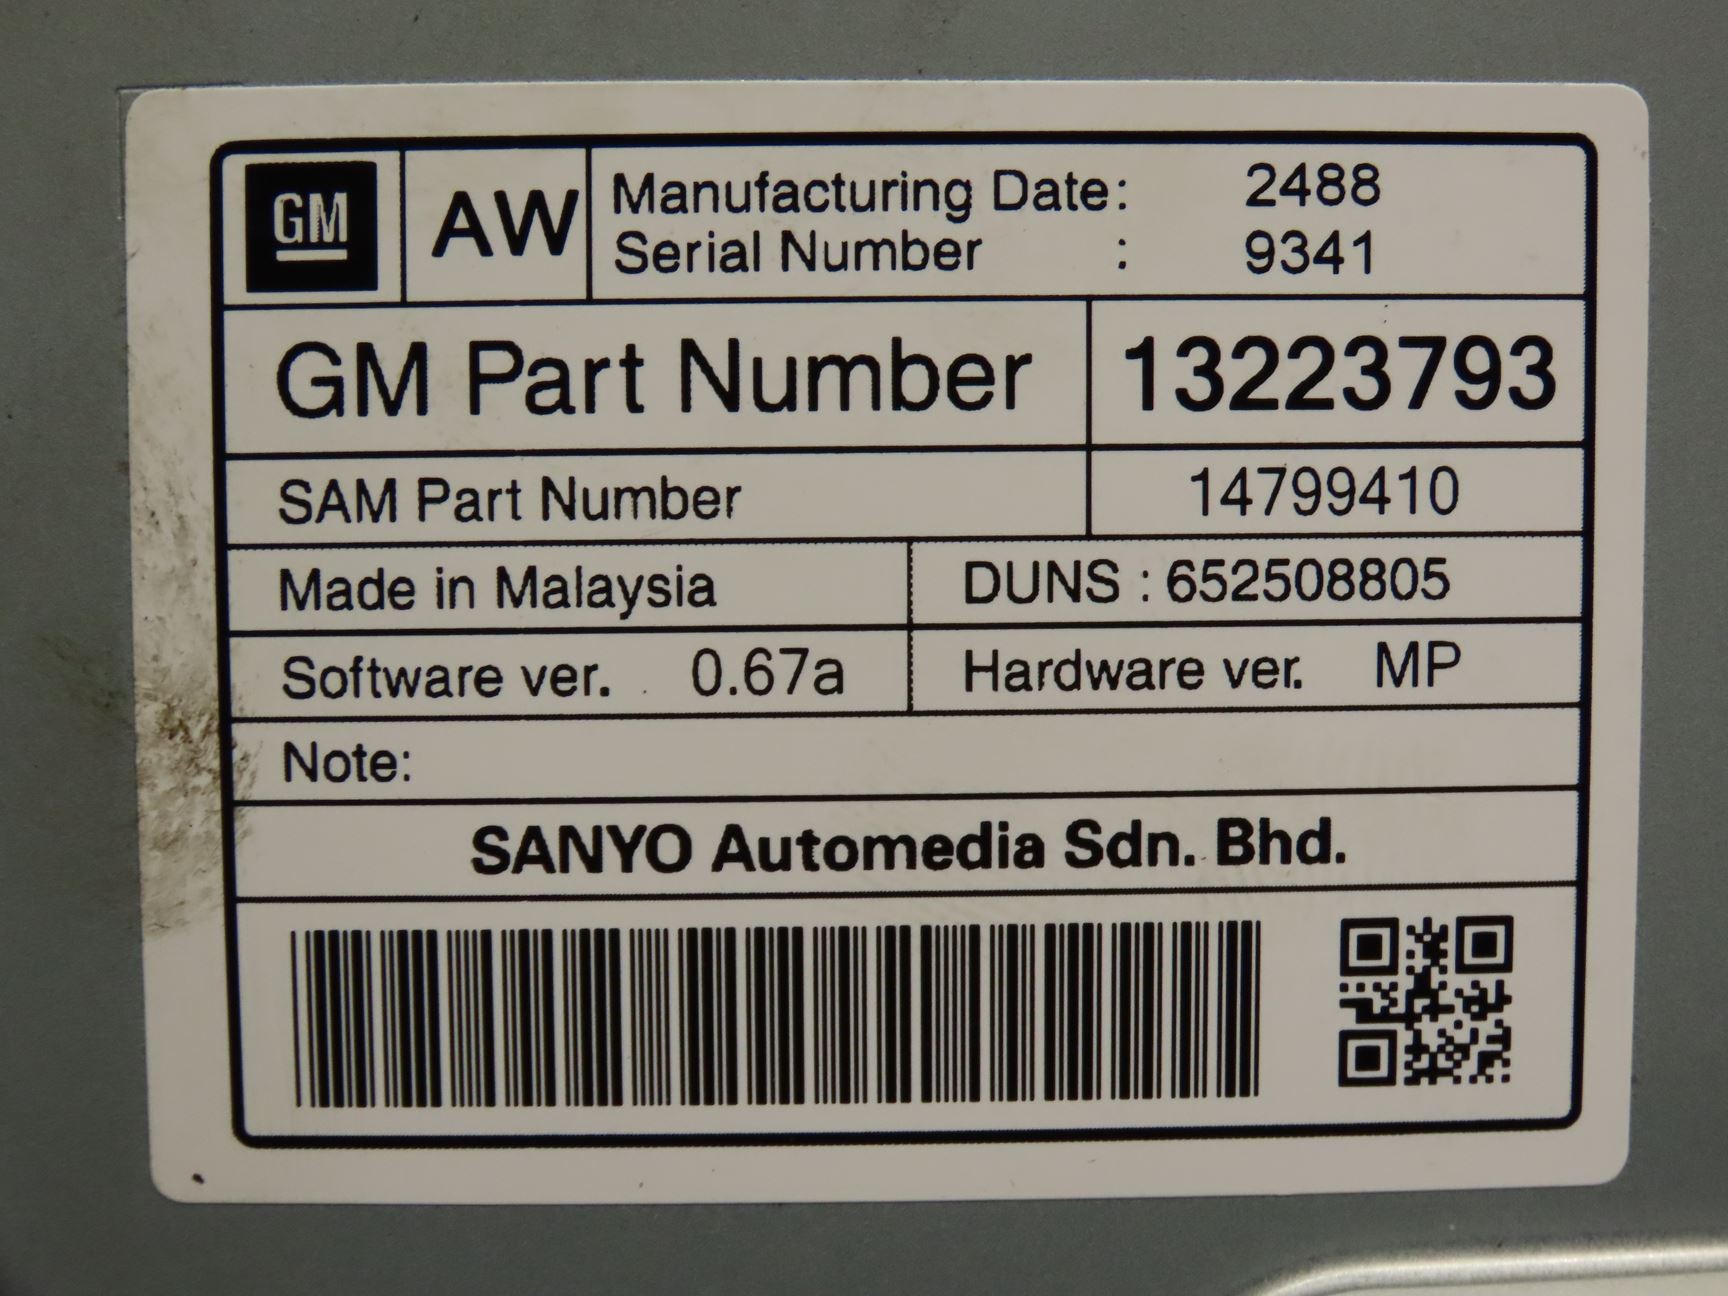 GM AW Manufacturing Date: 2488
Serial Number : 9341
GM Part Number 13223793
SAM Part Number 14799410
Made in Malaysia DUNS : 652508805
Software ver. 0.67a Hardware ver. MP
Note:
SANYO Automedia Sdn. Bhd.